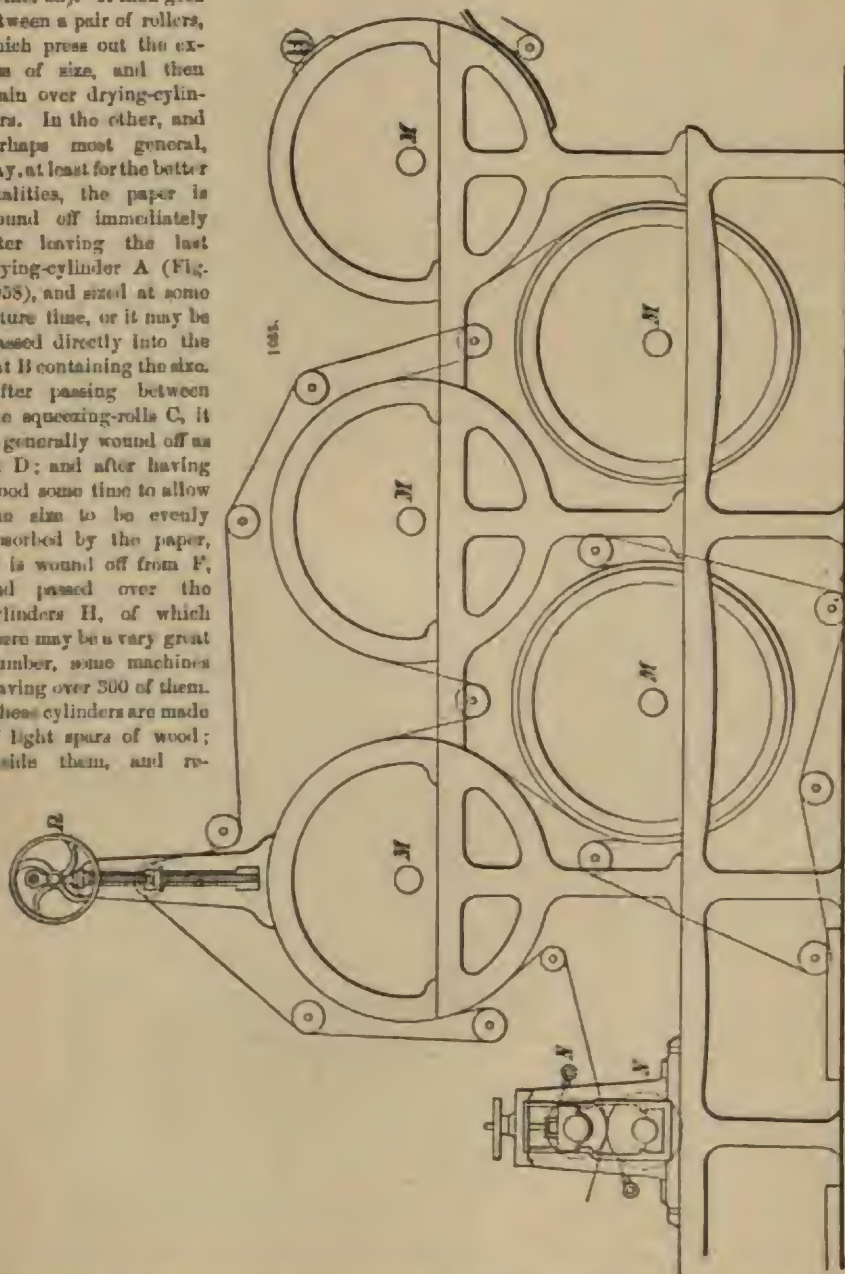 tween a pair of rollers,
hich press out the ex-
s of size, and then
ain over drying-cylin-
rs. In the other, and
rhaps most general,
ay, at least for the better
alities, the paper is
ound off immediately
ter leaving the last
ying-cylinder A (Fig.
58), and sized at some
ture time, or it may be
ssed directly into the
t B containing the size.
fter passing between
e squeezing-rolls C, it
generally wound off as
D; and after having
ood some time to allow
e size to be evenly
sorbed by the paper,
is wound off from F,
d passed over the
linders H, of which
ere may be a very great
umber, some machines
aving over 300 of them.
hese cylinders are made
light spars of wood;
side them, and re-
M
M
M
M
M
N
N